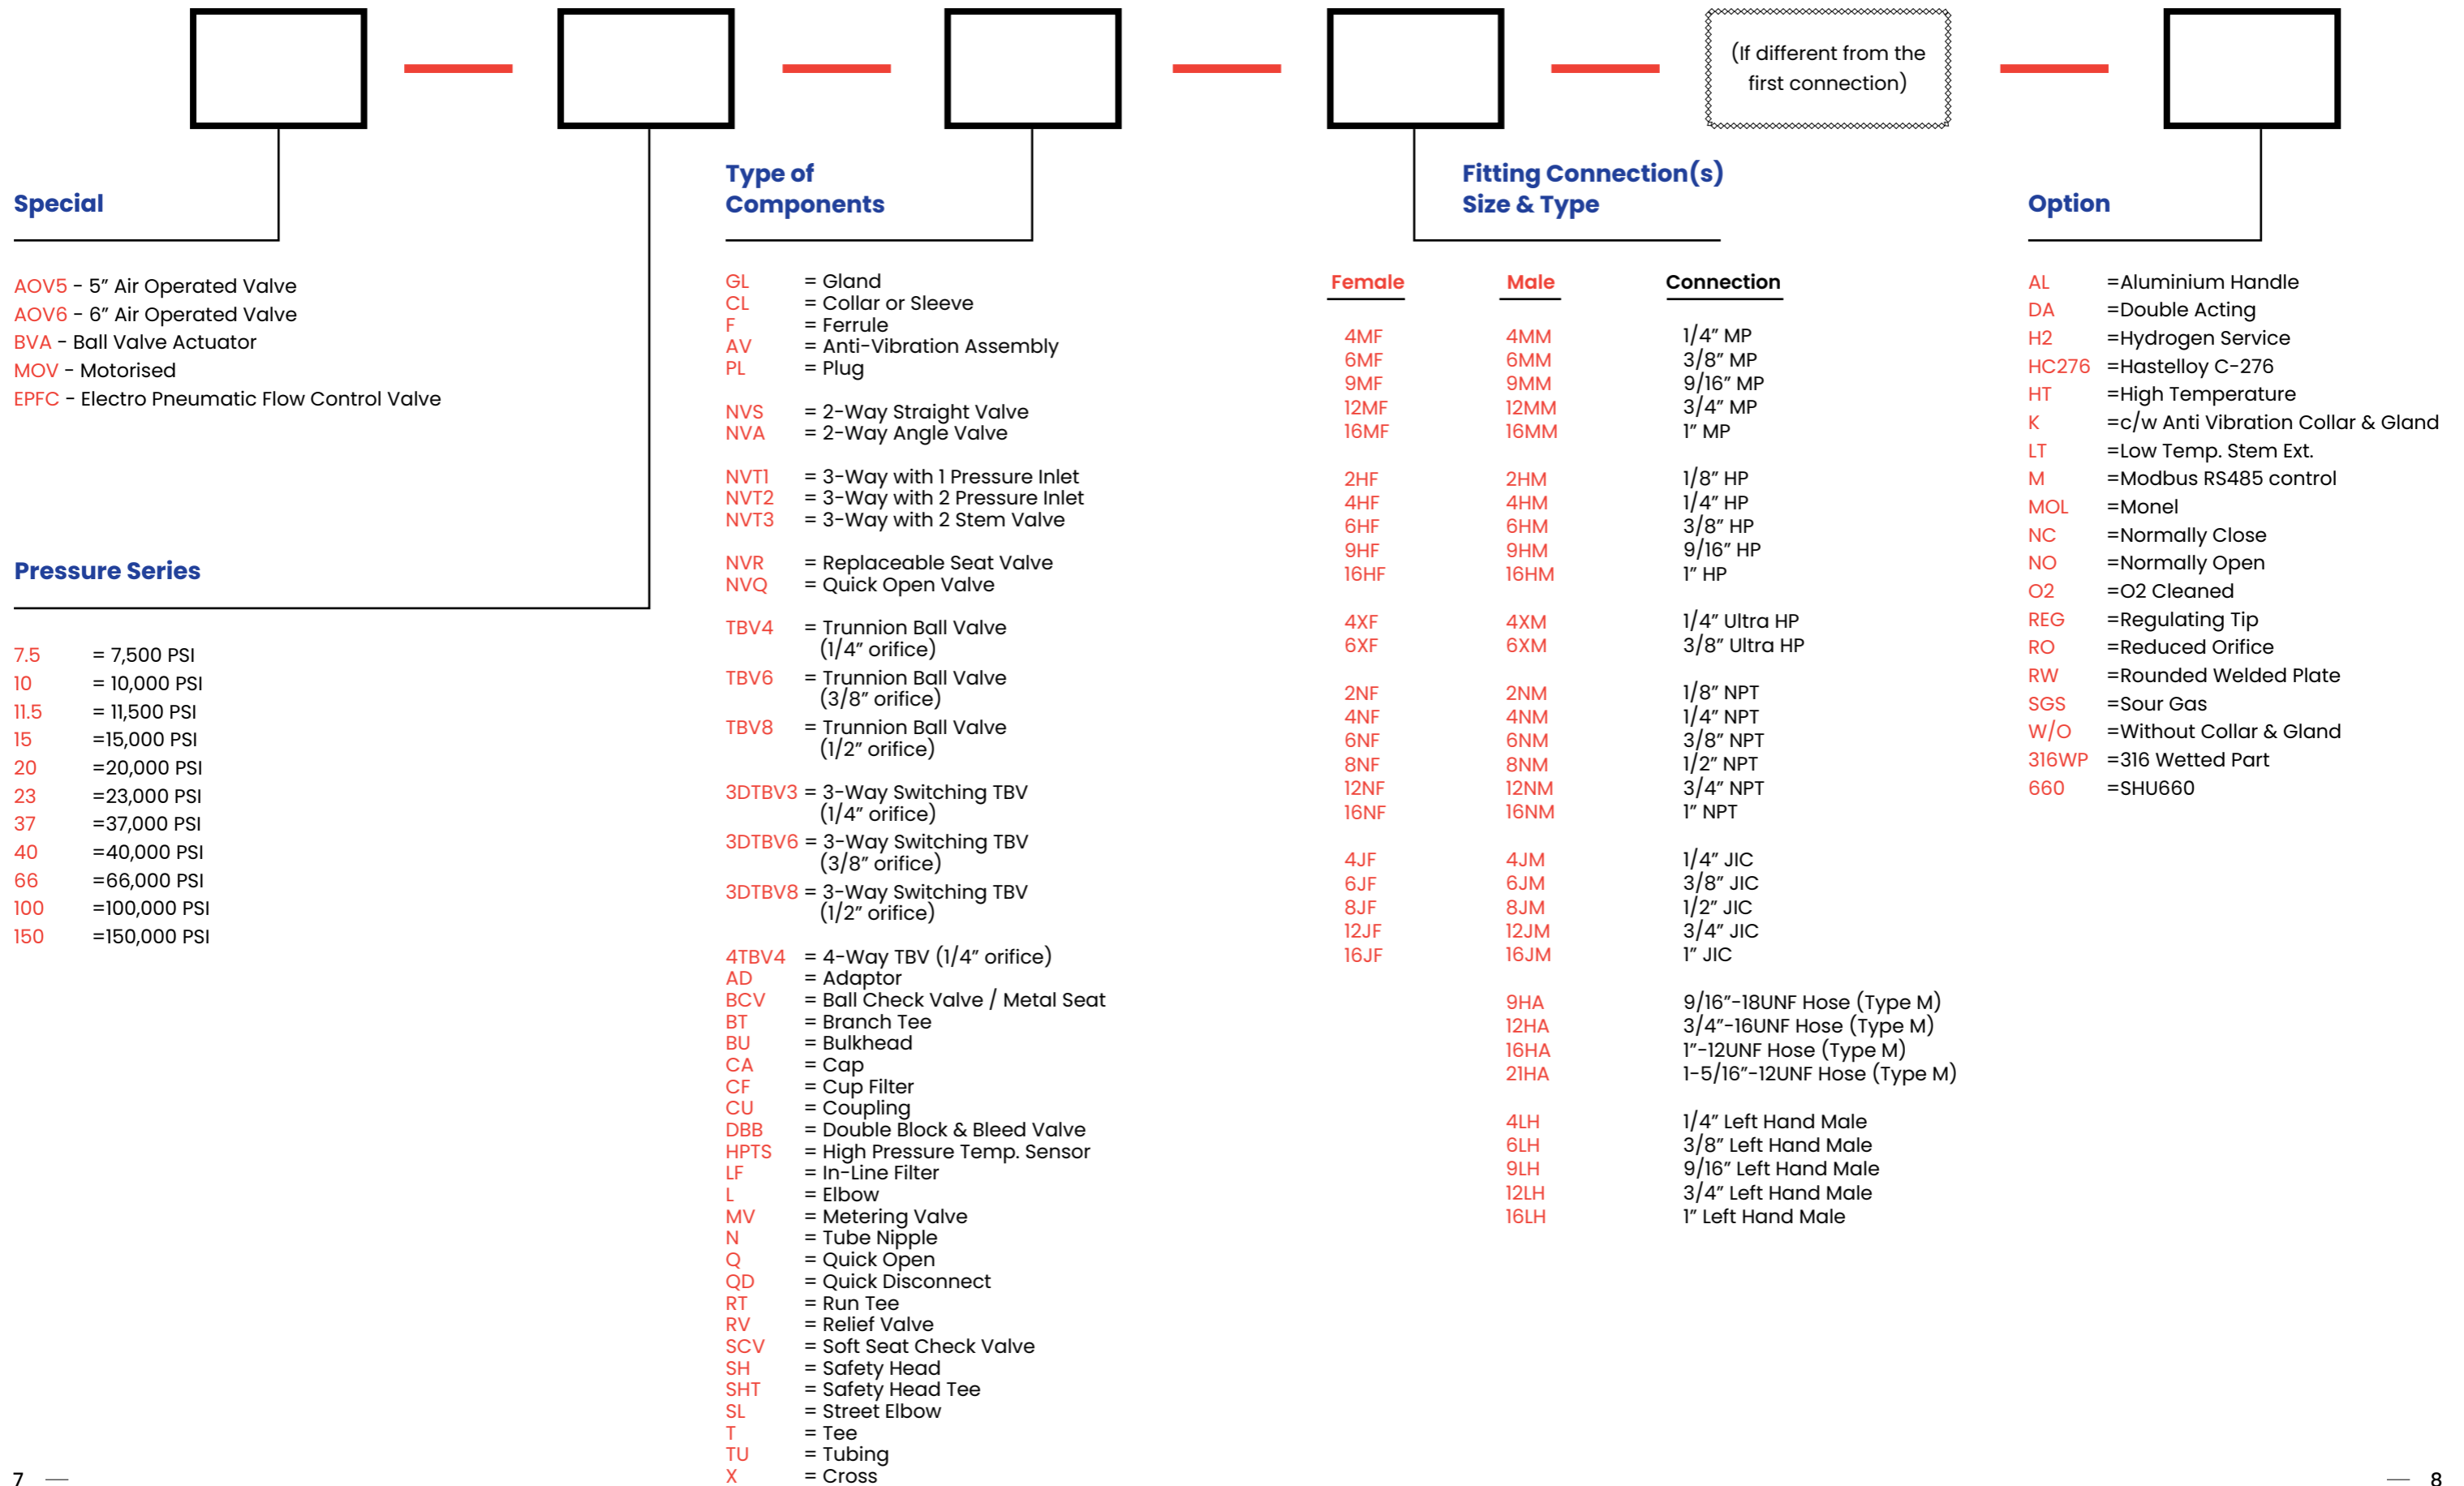 (If different from the
first connection)
Special
AOV5 - 5” Air Operated Valve
AOV6 - 6” Air Operated Valve
BVA - Ball Valve Actuator
MOV - Motorised
EPFC - Electro Pneumatic Flow Control Valve
Pressure Series
7.5 = 7,500 PSI
10 = 10,000 PSI
11.5 = 11,500 PSI
15 =15,000 PSI
20 =20,000 PSI
23 =23,000 PSI
37 =37,000 PSI
40 =40,000 PSI
66 =66,000 PSI
100 =100,000 PSI
150 =150,000 PSI
Type of
Components
GL = Gland
CL = Collar or Sleeve
F = Ferrule
AV = Anti-Vibration Assembly
PL = Plug
NVS = 2-Way Straight Valve
NVA = 2-Way Angle Valve
NVT1 = 3-Way with 1 Pressure Inlet
NVT2 = 3-Way with 2 Pressure Inlet
NVT3 = 3-Way with 2 Stem Valve
NVR = Replaceable Seat Valve
NVQ = Quick Open Valve
TBV4 = Trunnion Ball Valve
(1/4” orifice)
TBV6 = Trunnion Ball Valve
(3/8” orifice)
TBV8 = Trunnion Ball Valve
(1/2” orifice)
3DTBV3 = 3-Way Switching TBV
(1/4” orifice)
3DTBV6 = 3-Way Switching TBV
(3/8” orifice)
3DTBV8 = 3-Way Switching TBV
(1/2” orifice)
4TBV4 = 4-Way TBV (1/4” orifice)
AD = Adaptor
BCV = Ball Check Valve / Metal Seat
BT = Branch Tee
BU = Bulkhead
CA = Cap
CF = Cup Filter
CU = Coupling
DBB = Double Block & Bleed Valve
HPTS = High Pressure Temp. Sensor
LF = In-Line Filter
L = Elbow
MV = Metering Valve
N = Tube Nipple
Q = Quick Open
QD = Quick Disconnect
RT = Run Tee
RV = Relief Valve
SCV = Soft Seat Check Valve
SH = Safety Head
SHT = Safety Head Tee
SL = Street Elbow
T = Tee
TU = Tubing
X = Cross
Fitting Connection(s)
Size & Type
Female Male Connection
4MF 4MM 1/4” MP
6MF 6MM 3/8” MP
9MF 9MM 9/16” MP
12MF 12MM 3/4” MP
16MF 16MM 1” MP
2HF 2HM 1/8” HP
4HF 4HM 1/4” HP
6HF 6HM 3/8” HP
9HF 9HM 9/16” HP
16HF 16HM 1” HP
4XF 4XM 1/4” Ultra HP
6XF 6XM 3/8” Ultra HP
2NF 2NM 1/8” NPT
4NF 4NM 1/4” NPT
6NF 6NM 3/8” NPT
8NF 8NM 1/2” NPT
12NF 12NM 3/4” NPT
16NF 16NM 1” NPT
4JF 4JM 1/4” JIC
6JF 6JM 3/8” JIC
8JF 8JM 1/2” JIC
12JF 12JM 3/4” JIC
16JF 16JM 1” JIC
9HA 9/16”-18UNF Hose (Type M)
12HA 3/4”-16UNF Hose (Type M)
16HA 1”-12UNF Hose (Type M)
21HA 1-5/16”-12UNF Hose (Type M)
4LH 1/4” Left Hand Male
6LH 3/8” Left Hand Male
9LH 9/16” Left Hand Male
12LH 3/4” Left Hand Male
16LH 1” Left Hand Male
Option
AL =Aluminium Handle
DA =Double Acting
H2 =Hydrogen Service
HC276 =Hastelloy C-276
HT =High Temperature
K =c/w Anti Vibration Collar & Gland
LT =Low Temp. Stem Ext.
M =Modbus RS485 control
MOL =Monel
NC =Normally Close
NO =Normally Open
O2 =O2 Cleaned
REG =Regulating Tip
RO =Reduced Orifice
RW =Rounded Welded Plate
SGS =Sour Gas
W/O =Without Collar & Gland
316WP =316 Wetted Part
660 =SHU660
7 —
— 8